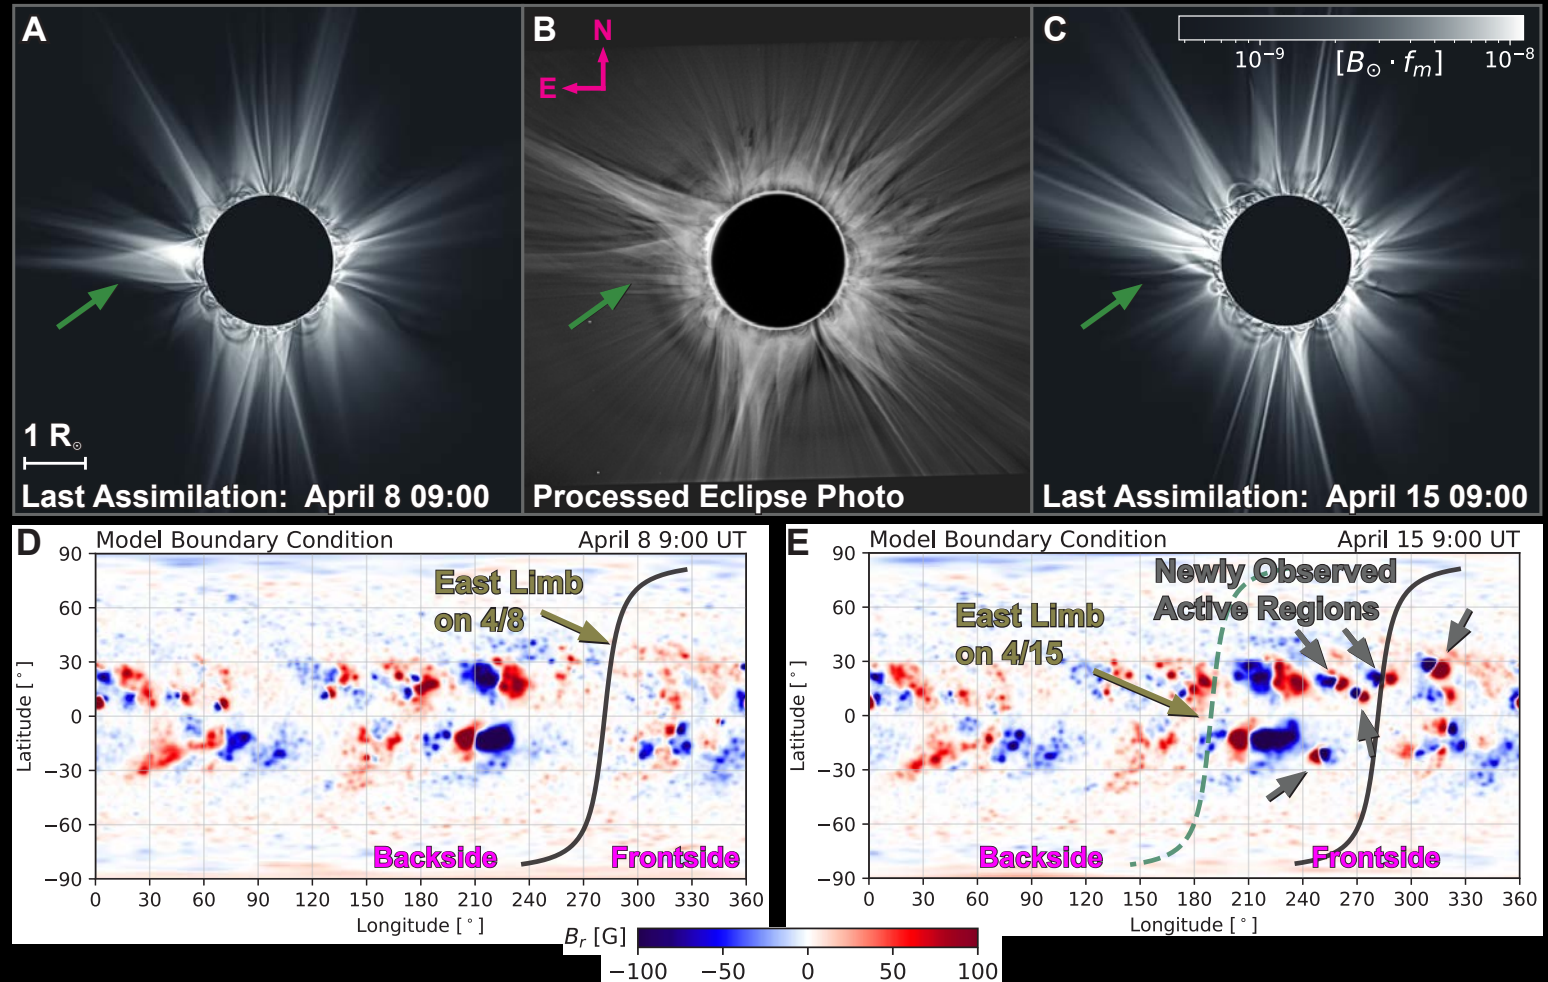 A
B
C
N
E
10⁻⁹
[B⊙ · fₘ]
10⁻⁸
1 R⊙
Last Assimilation: April 8 09:00
Processed Eclipse Photo
Last Assimilation: April 15 09:00
D
Model Boundary Condition
April 8 9:00 UT
90
60
30
0
−30
−60
−90
Latitude [°]
East Limb
on 4/8
Backside
Frontside
0 30 60 90 120 150 180 210 240 270 300 330 360
Longitude [°]
E
Model Boundary Condition
April 15 9:00 UT
90
60
30
0
−30
−60
−90
Latitude [°]
Newly Observed
Active Regions
East Limb
on 4/15
Backside
Frontside
0 30 60 90 120 150 180 210 240 270 300 330 360
Longitude [°]
Bᵣ [G]
−100 −50 0 50 100